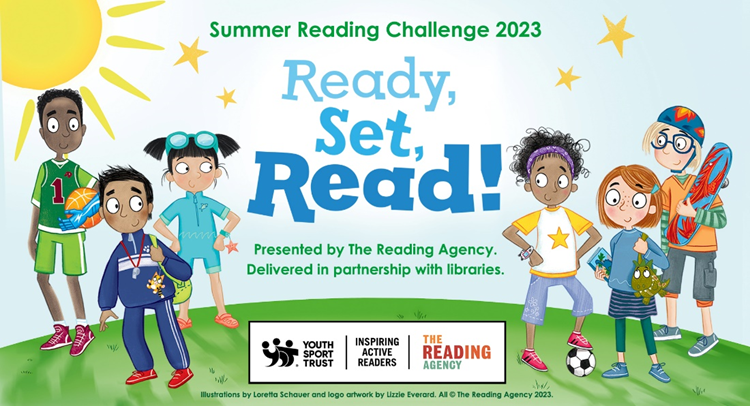 Summer Reading Challenge 2023
Ready,
Set,
Read!
Presented by The Reading Agency.
Delivered in partnership with libraries.
1
YOUTH
SPORT
TRUST
INSPIRING
ACTIVE
READERS
THE
READING
AGENCY
Illustrations by Loretta Schauer and logo artwork by Lizzie Everard. All © The Reading Agency 2023.